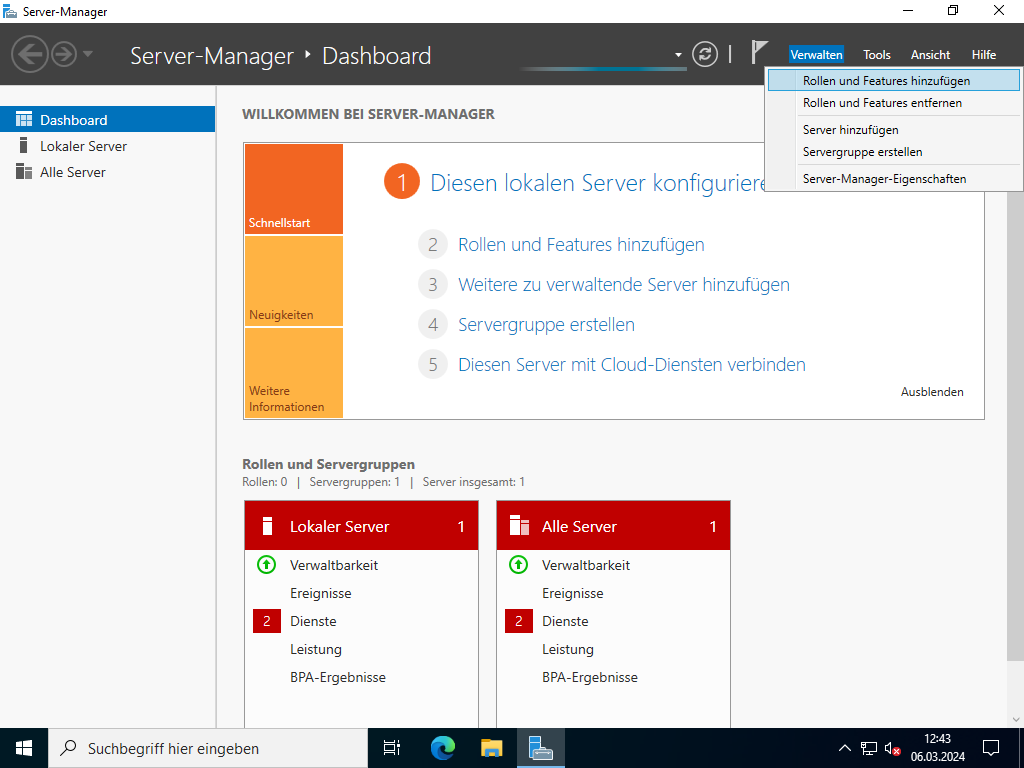 Server-Manager
Server-Manager ‣ Dashboard
Verwalten Tools Ansicht Hilfe
Rollen und Features hinzufügen
Rollen und Features entfernen
Server hinzufügen
Servergruppe erstellen
Server-Manager-Eigenschaften
Dashboard
Lokaler Server
Alle Server
WILLKOMMEN BEI SERVER-MANAGER
Schnellstart
Neuigkeiten
Weitere
Informationen
1 Diesen lokalen Server konfiguriere
2 Rollen und Features hinzufügen
3 Weitere zu verwaltende Server hinzufügen
4 Servergruppe erstellen
5 Diesen Server mit Cloud-Diensten verbinden
Ausblenden
Rollen und Servergruppen
Rollen: 0 | Servergruppen: 1 | Server insgesamt: 1
Lokaler Server 1
Verwaltbarkeit
Ereignisse
2 Dienste
Leistung
BPA-Ergebnisse
Alle Server 1
Verwaltbarkeit
Ereignisse
2 Dienste
Leistung
BPA-Ergebnisse
Suchbegriff hier eingeben
12:43
06.03.2024